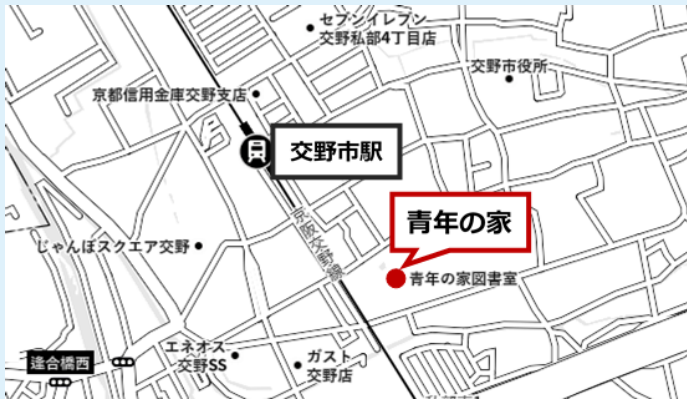 セブンイレブン
交野私部4丁目店
交野市役所
京都信用金庫交野支店
交野市駅
青年の家
京阪交野線
じゃんぼスクエア交野
青年の家図書室
エネオス
交野SS
ガスト
交野店
逢合橋西